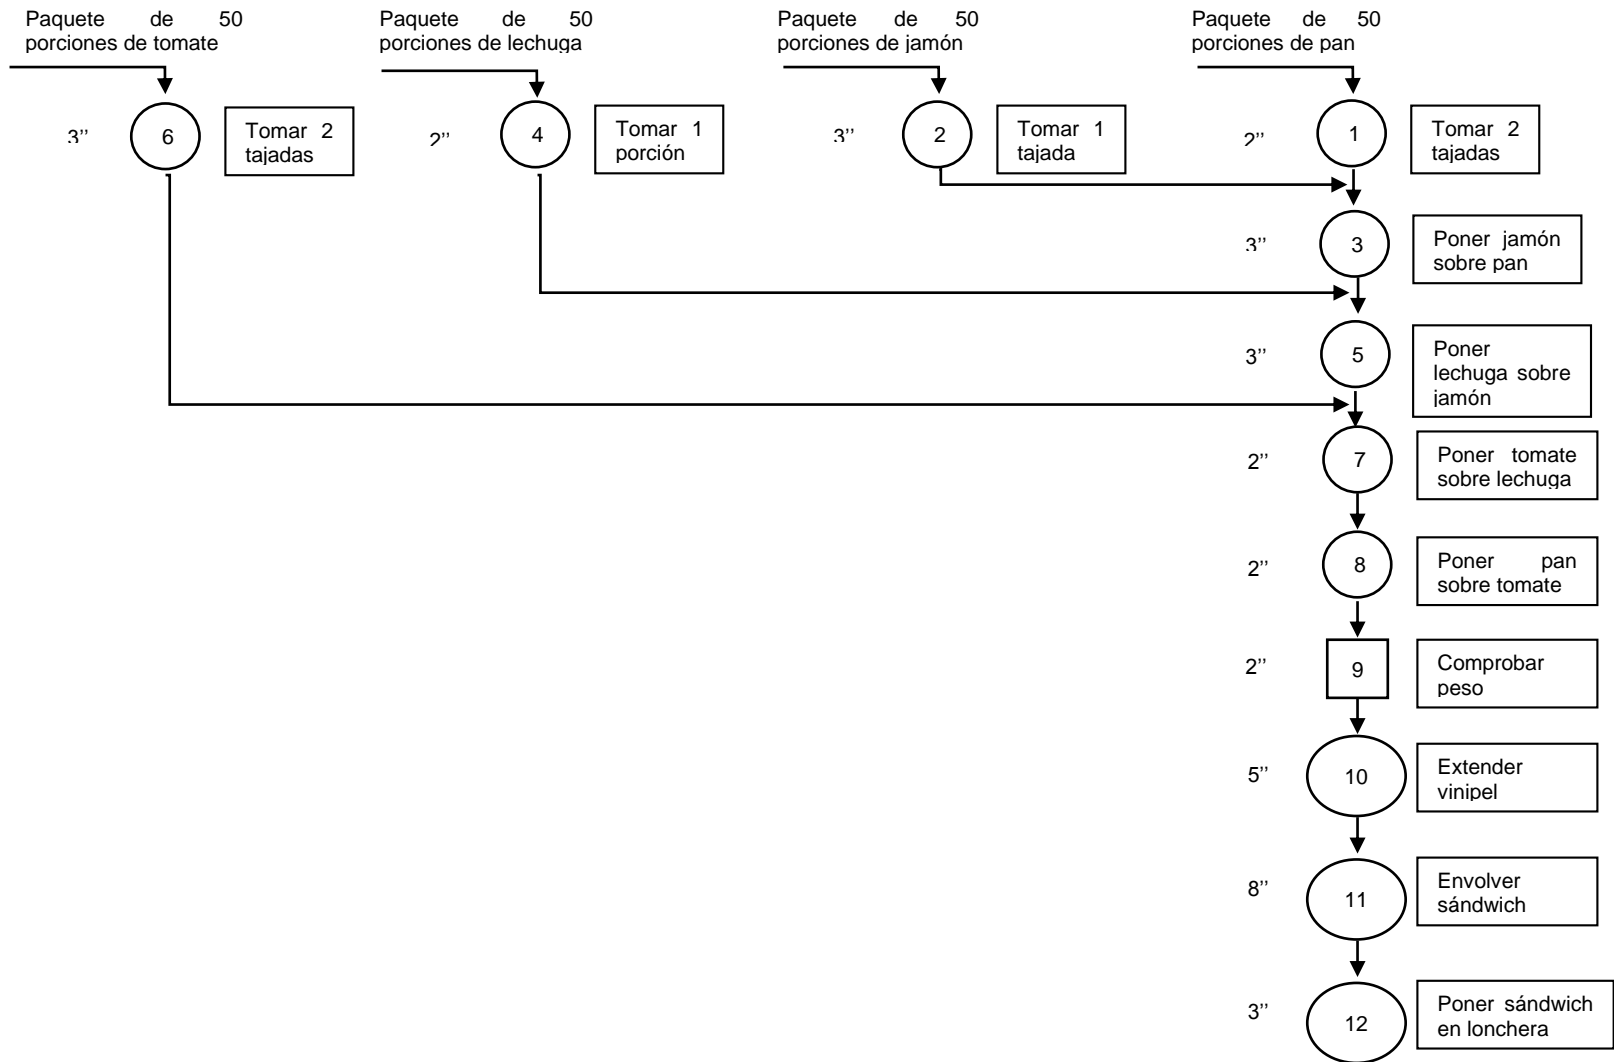 Paquete de 50
porciones de tomate
Paquete de 50
porciones de lechuga
Paquete de 50
porciones de jamón
Paquete de 50
porciones de pan
3’’
6
Tomar 2
tajadas
2’’
4
Tomar 1
porción
3’’
2
Tomar 1
tajada
2’’
1
Tomar 2
tajadas
3’’
3
Poner jamón
sobre pan
3’’
5
Poner
lechuga sobre
jamón
2’’
7
Poner tomate
sobre lechuga
2’’
8
Poner pan
sobre tomate
2’’
9
Comprobar
peso
5’’
10
Extender
vinipel
8’’
11
Envolver
sándwich
3’’
12
Poner sándwich
en lonchera